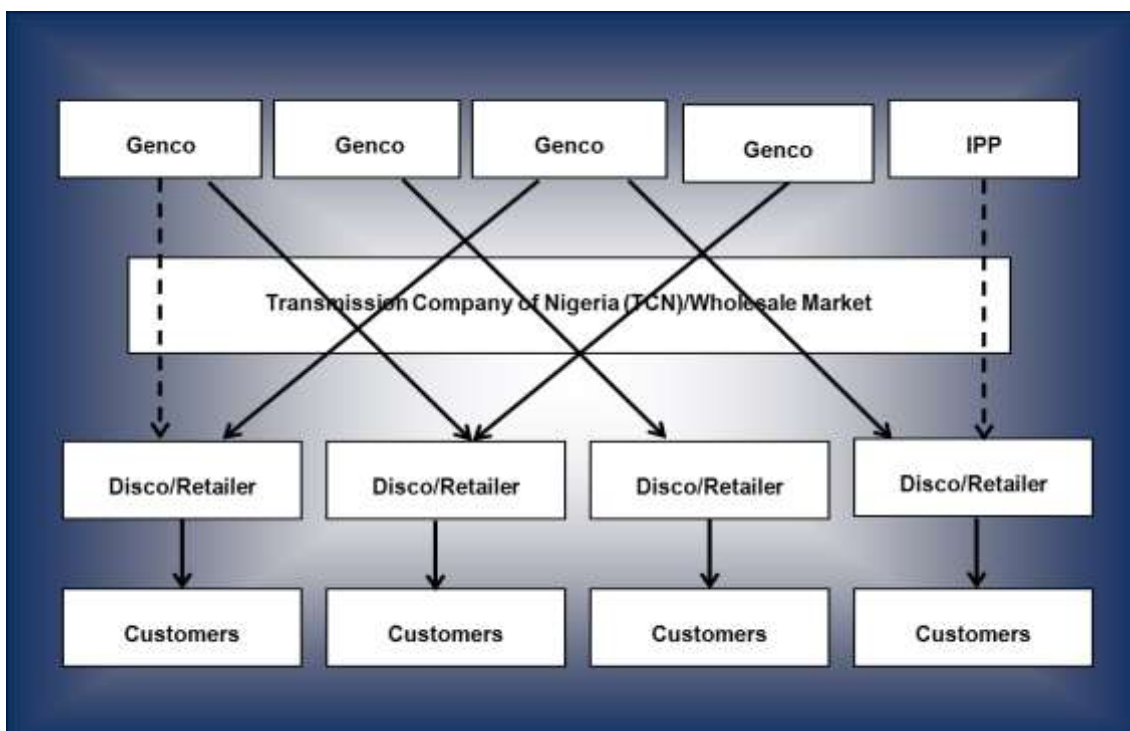 Genco
Genco
Genco
Genco
IPP
Transmission Company of Nigeria (TCN)/Wholesale Market
Disco/Retailer
Disco/Retailer
Disco/Retailer
Disco/Retailer
Customers
Customers
Customers
Customers